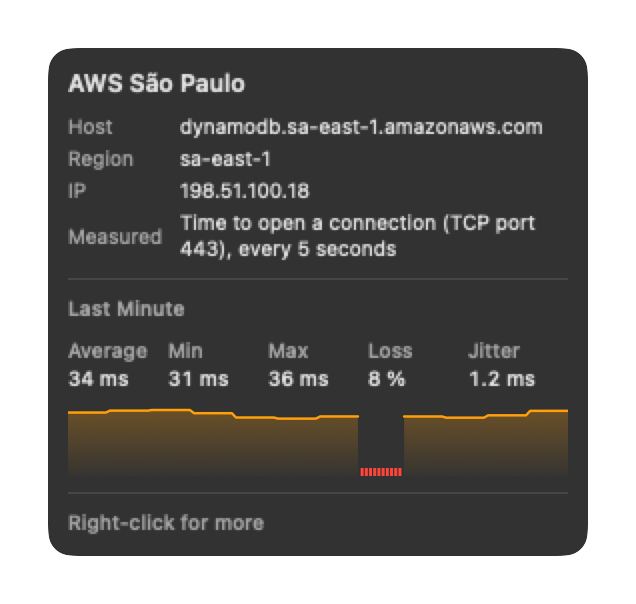 AWS São Paulo
Host dynamodb.sa-east-1.amazonaws.com
Region sa-east-1
IP 198.51.100.18
Measured Time to open a connection (TCP port
443), every 5 seconds
Last Minute
Average Min Max Loss Jitter
34 ms 31 ms 36 ms 8 % 1.2 ms
Right-click for more